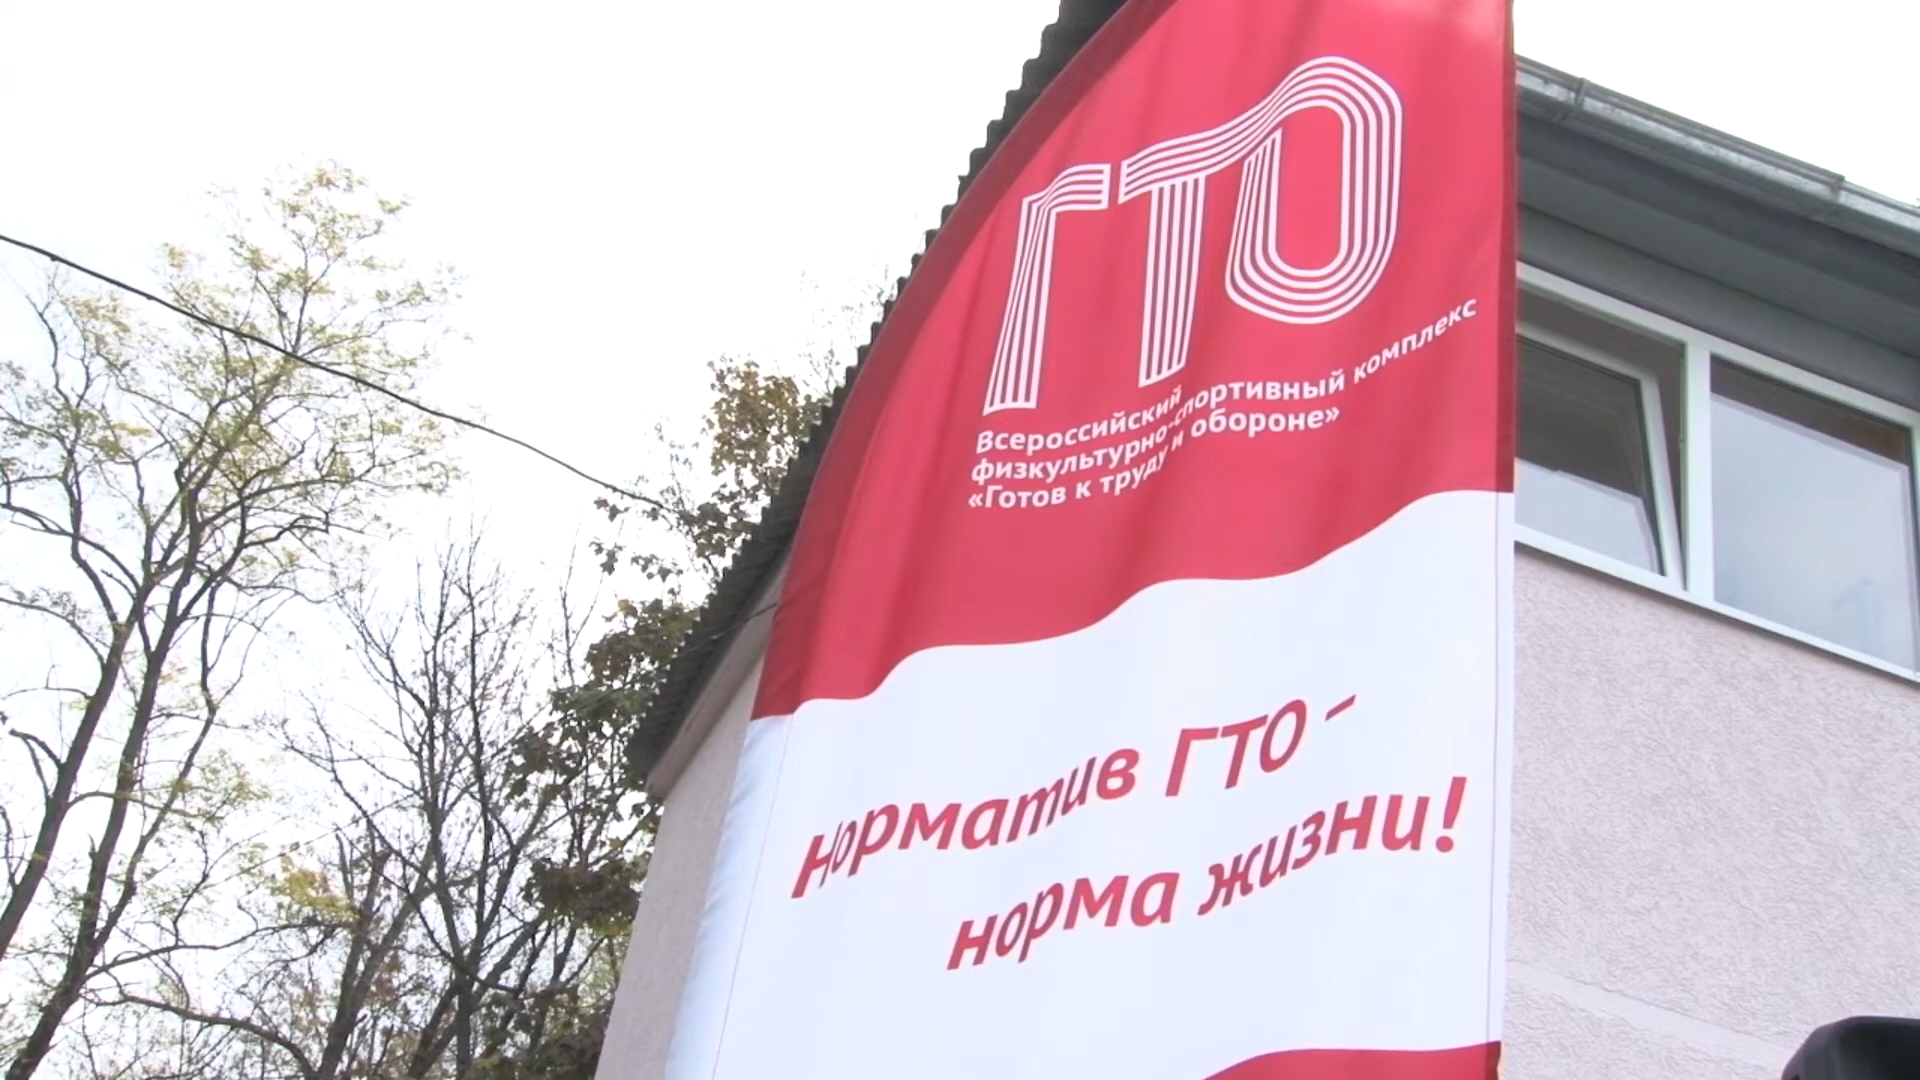 ГТО
Всероссийский
физкультурно-спортивный комплекс
«Готов к труду и обороне»
норматив ГТО -
норма жизни!